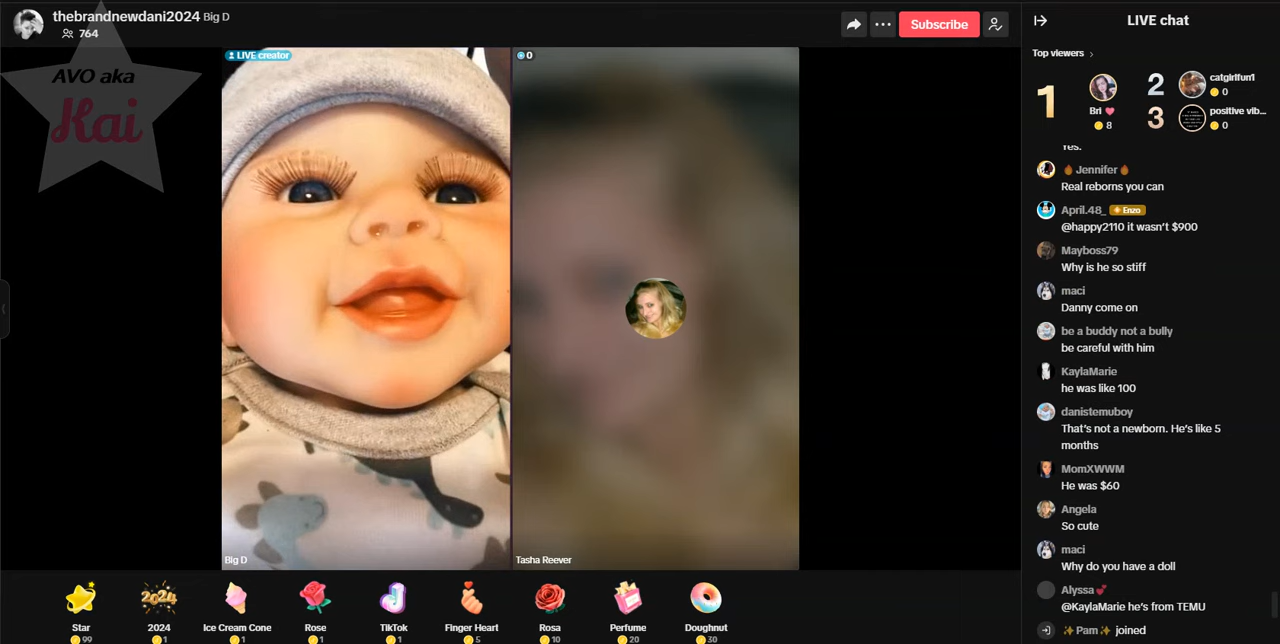 thebrandnewdani2024 Big D
764
Subscribe
LIVE chat
AVO aka
Kai
LIVE creator
0
Big D
Tasha Reever
Top viewers
1
Bri
8
2
catgirlfun1
0
3
positive vib...
0
Yes.
Jennifer
Real reborns you can
April.48_ Enzo
@happy2110 it wasn't $900
Mayboss79
Why is he so stiff
maci
Danny come on
be a buddy not a bully
be careful with him
KaylaMarie
he was like 100
danistemuboy
That's not a newborn. He's like 5
months
MomXWWM
He was $60
Angela
So cute
maci
Why do you have a doll
Alyssa
@KaylaMarie he's from TEMU
Pam joined
Star
99
2024
2024
1
Ice Cream Cone
1
Rose
1
TikTok
1
Finger Heart
5
Rosa
10
Perfume
20
Doughnut
30